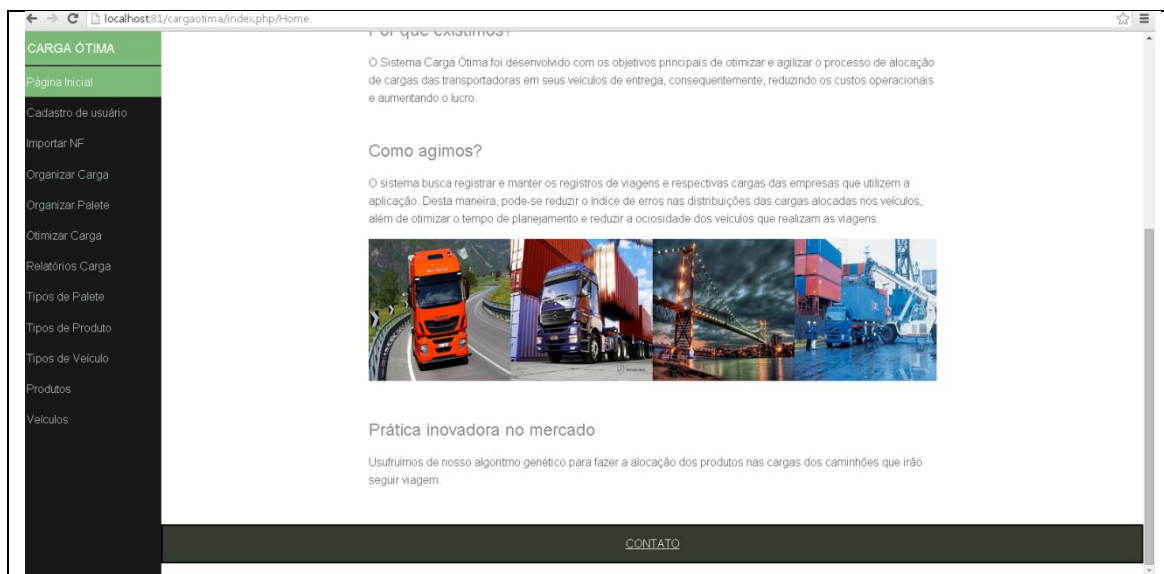 localhost:81/cargaotima/index.php/Home
CARGA ÓTIMA
Página Inicial
Cadastro de usuário
Importar NF
Organizar Carga
Organizar Palete
Otimizar Carga
Relatórios Carga
Tipos de Palete
Tipos de Produto
Tipos de Veículo
Produtos
Veículos
Por que existimos?
O Sistema Carga Ótima foi desenvolvido com os objetivos principais de otimizar e agilizar o processo de alocação
de cargas das transportadoras em seus veículos de entrega, consequentemente, reduzindo os custos operacionais
e aumentando o lucro.
Como agimos?
O sistema busca registrar e manter os registros de viagens e respectivas cargas das empresas que utilizem a
aplicação. Desta maneira, pode-se reduzir o índice de erros nas distribuições das cargas alocadas nos veículos,
além de otimizar o tempo de planejamento e reduzir a ociosidade dos veículos que realizam as viagens.
Prática inovadora no mercado
Usufruímos de nosso algoritmo genético para fazer a alocação dos produtos nas cargas dos caminhões que irão
seguir viagem.
CONTATO